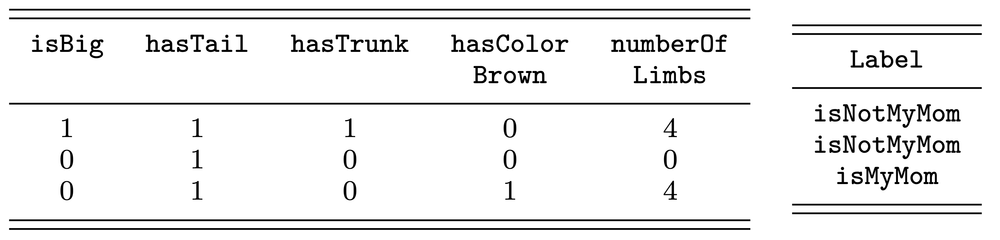 isBig hasTail hasTrunk hasColor numberOf
Brown Limbs
1 1 1 0 4
0 1 0 0 0
0 1 0 1 4
Label
isNotMyMom
isNotMyMom
isMyMom